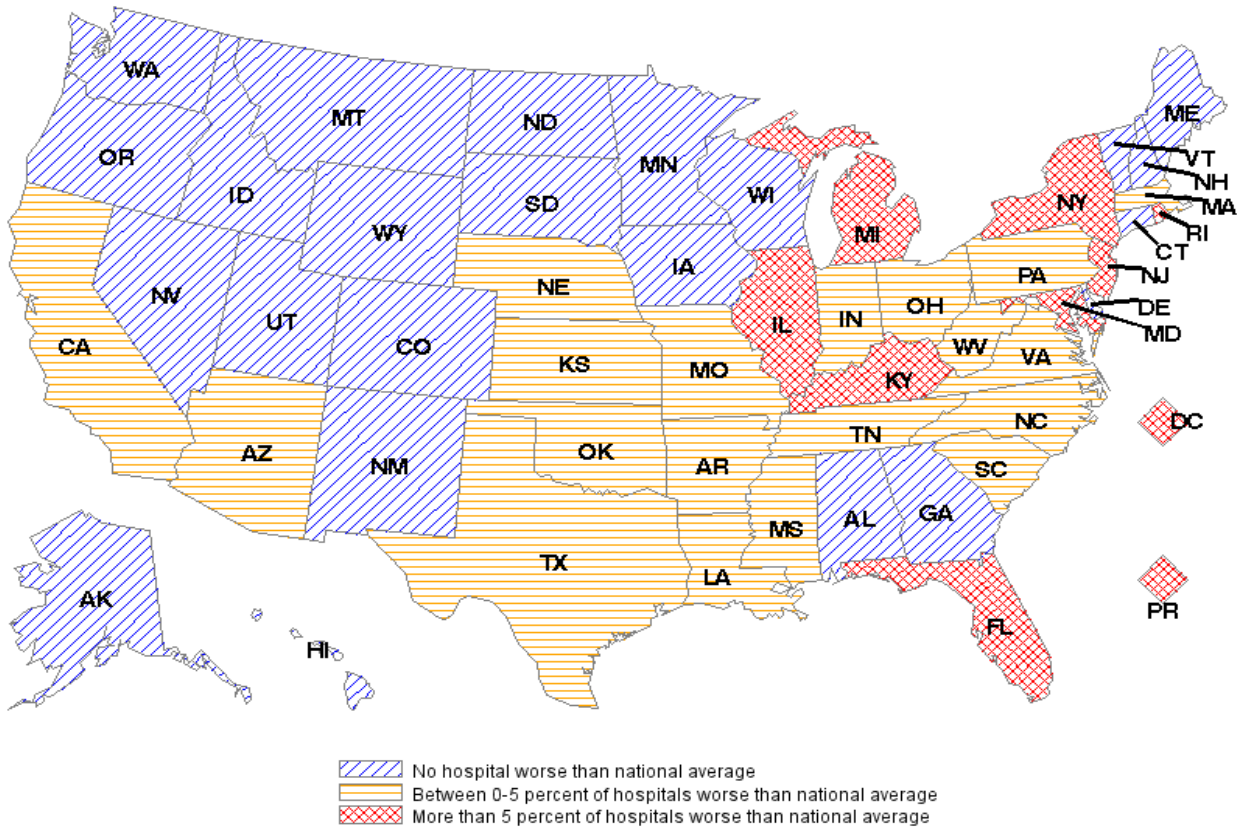 WA
MT
ND
MN
ME
VT
NH
MA
RI
CT
OR
ID
SD
WI
NY
MI
WY
IA
PA
NJ
DE
MD
NE
NV
UT
CO
IL
IN
OH
WV
VA
CA
KS
MO
KY
AZ
NM
OK
AR
TN
NC
DC
SC
MS
AL
GA
TX
LA
AK
HI
FL
PR
No hospital worse than national average
Between 0-5 percent of hospitals worse than national average
More than 5 percent of hospitals worse than national average